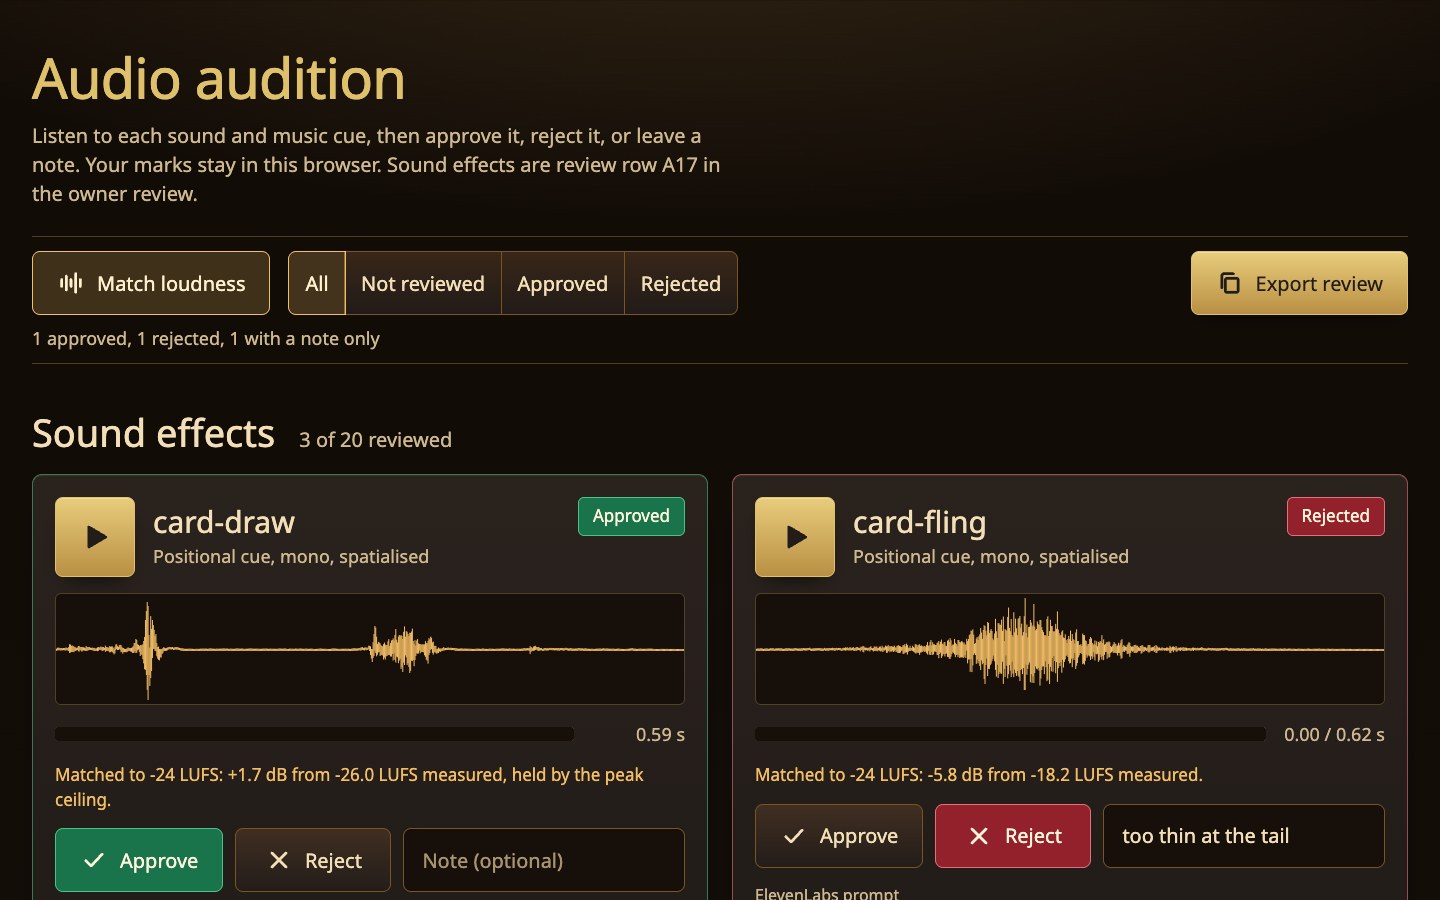 Audio audition
Listen to each sound and music cue, then approve it, reject it, or leave a
note. Your marks stay in this browser. Sound effects are review row A17 in
the owner review.
Match loudness
All
Not reviewed
Approved
Rejected
Export review
1 approved, 1 rejected, 1 with a note only
Sound effects
3 of 20 reviewed
card-draw
Positional cue, mono, spatialised
Approved
0.59 s
Matched to -24 LUFS: +1.7 dB from -26.0 LUFS measured, held by the peak
ceiling.
Approve
Reject
Note (optional)
card-fling
Positional cue, mono, spatialised
Rejected
0.00 / 0.62 s
Matched to -24 LUFS: -5.8 dB from -18.2 LUFS measured.
Approve
Reject
too thin at the tail
ElevenLabs prompt